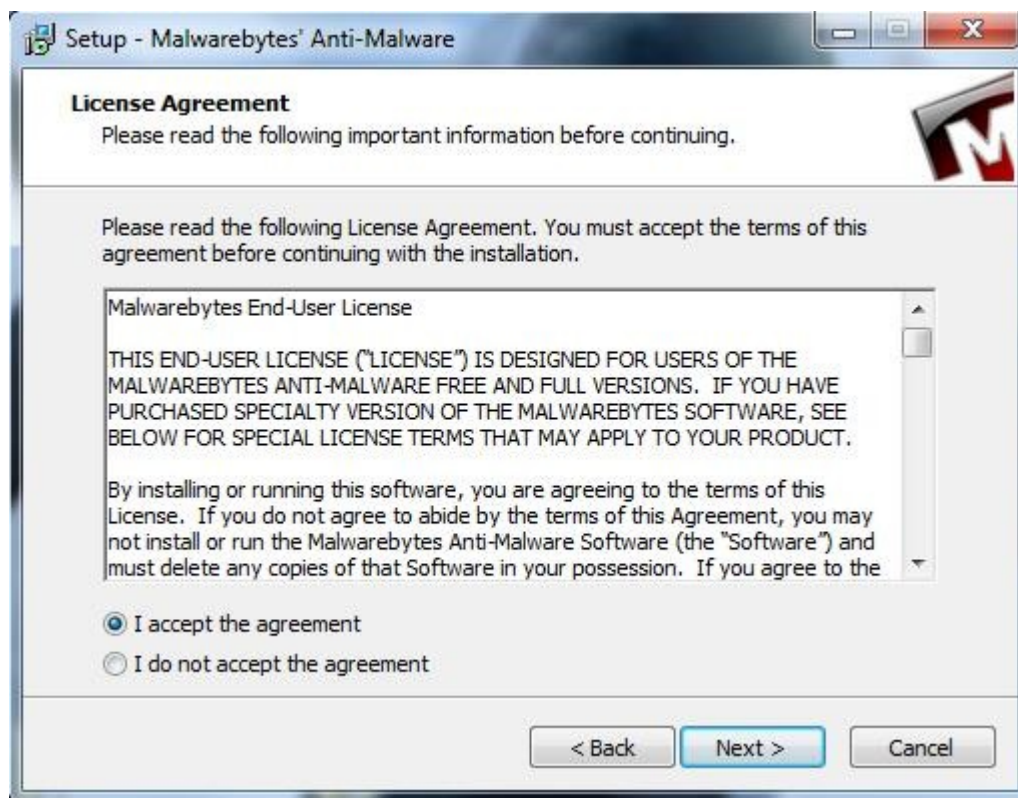 Setup - Malwarebytes' Anti-Malware
License Agreement
Please read the following important information before continuing.
Please read the following License Agreement. You must accept the terms of this
agreement before continuing with the installation.
Malwarebytes End-User License
THIS END-USER LICENSE (“LICENSE”) IS DESIGNED FOR USERS OF THE
MALWAREBYTES ANTI-MALWARE FREE AND FULL VERSIONS.  IF YOU HAVE
PURCHASED SPECIALTY VERSION OF THE MALWAREBYTES SOFTWARE, SEE
BELOW FOR SPECIAL LICENSE TERMS THAT MAY APPLY TO YOUR PRODUCT.
By installing or running this software, you are agreeing to the terms of this
License.  If you do not agree to abide by the terms of this Agreement, you may
not install or run the Malwarebytes Anti-Malware Software (the “Software”) and
must delete any copies of that Software in your possession.  If you agree to the
I accept the agreement
I do not accept the agreement
< Back
Next >
Cancel